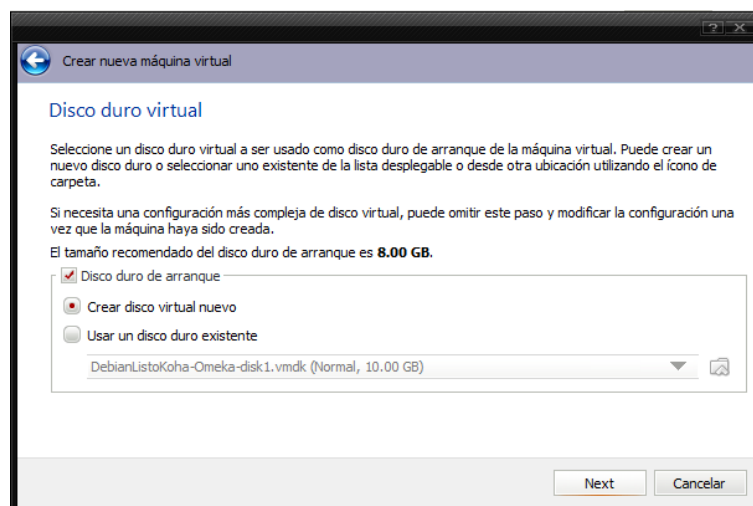 Crear nueva máquina virtual
Disco duro virtual
Seleccione un disco duro virtual a ser usado como disco duro de arranque de la máquina virtual. Puede crear un
nuevo disco duro o seleccionar uno existente de la lista desplegable o desde otra ubicación utilizando el ícono de
carpeta.
Si necesita una configuración más compleja de disco virtual, puede omitir este paso y modificar la configuración una
vez que la máquina haya sido creada.
El tamaño recomendado del disco duro de arranque es 8.00 GB.
Disco duro de arranque
Crear disco virtual nuevo
Usar un disco duro existente
DebianListoKoha-Omeka-disk1.vmdk (Normal, 10.00 GB)
Next Cancelar